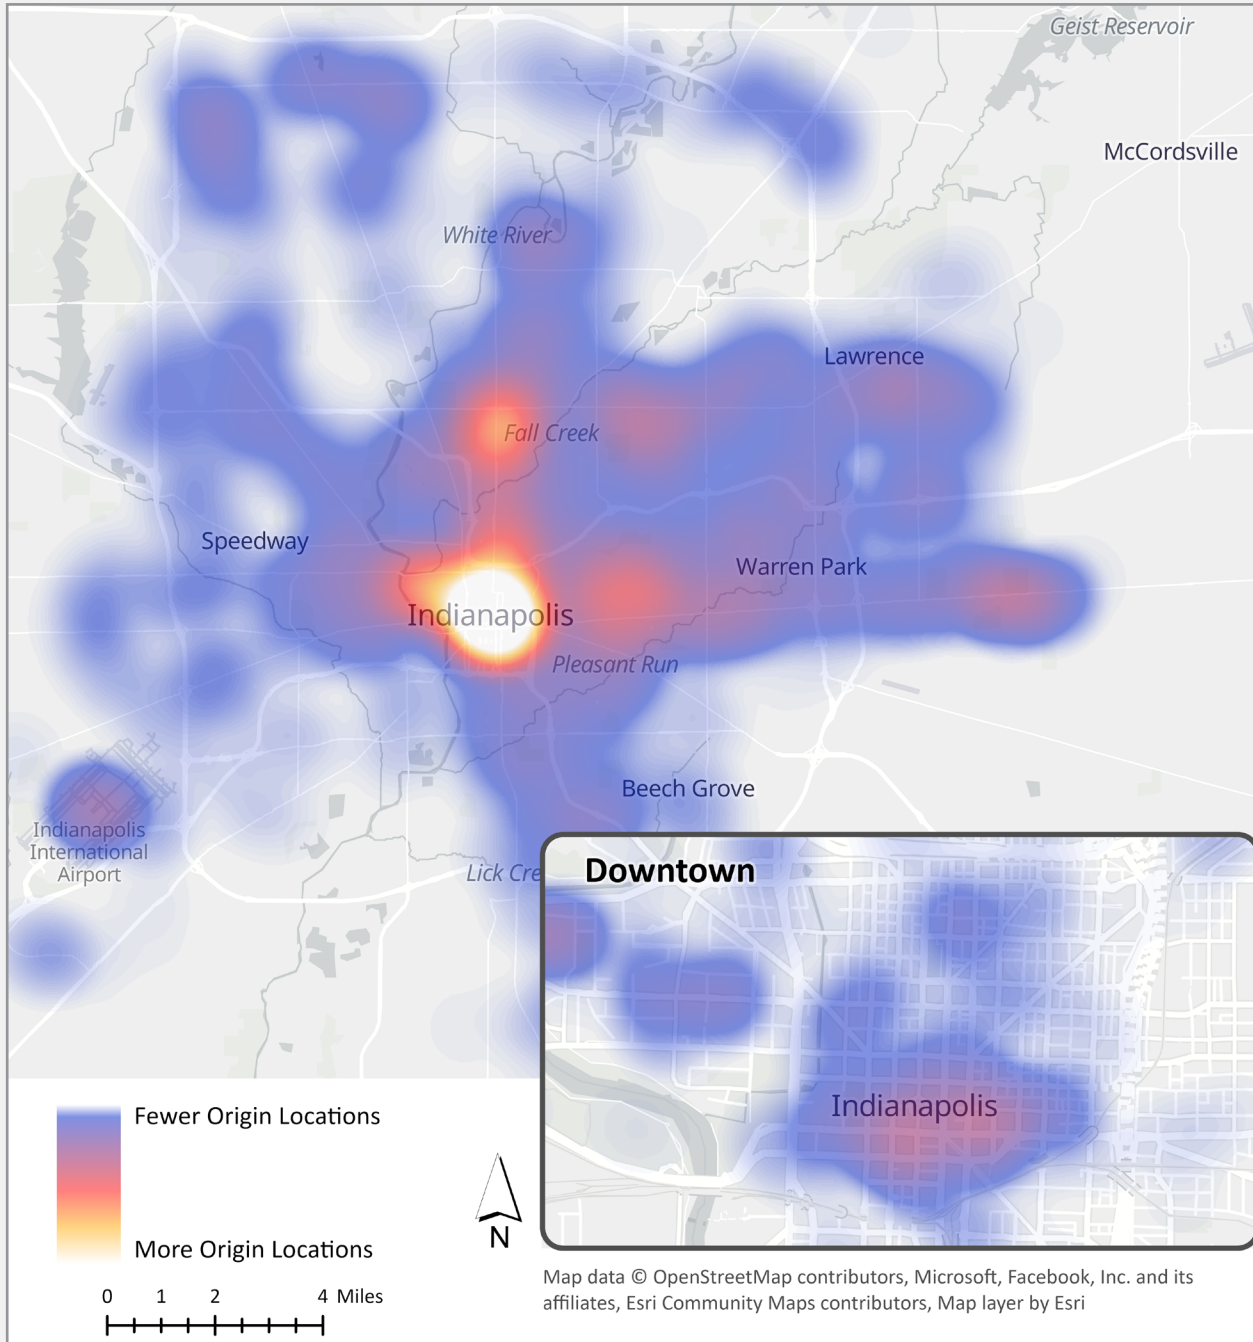 Geist Reservoir
McCordsville
White River
Lawrence
Fall Creek
Speedway
Warren Park
Indianapolis
Pleasant Run
Beech Grove
Indianapolis
International
Airport
Lick Cre
Downtown
Indianapolis
Fewer Origin Locations
More Origin Locations
N
0 1 2 4 Miles
Map data © OpenStreetMap contributors, Microsoft, Facebook, Inc. and its
affiliates, Esri Community Maps contributors, Map layer by Esri